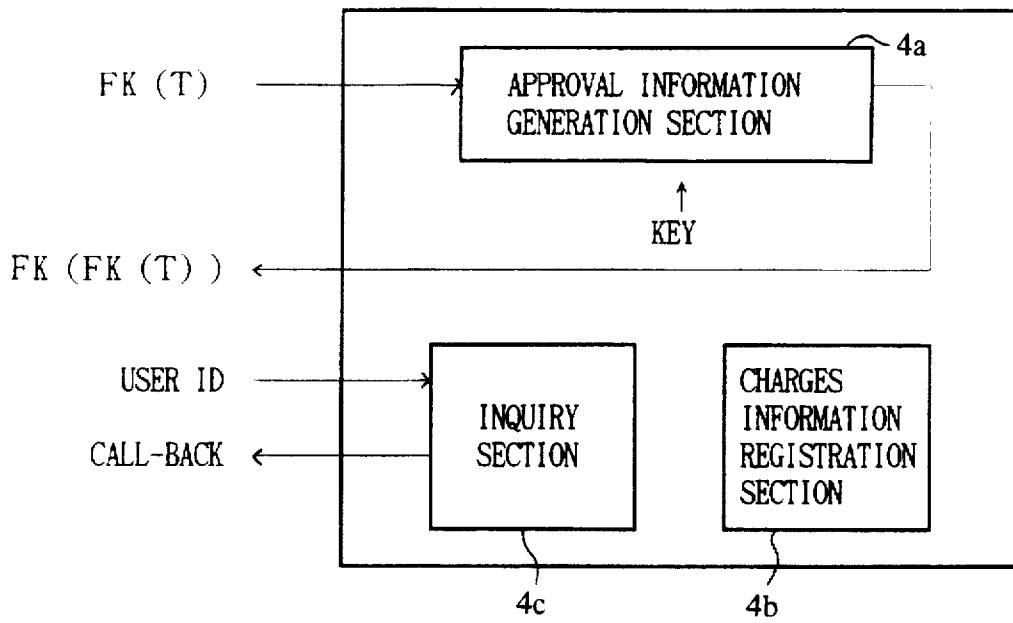 4a
FK (T)
APPROVAL INFORMATION
GENERATION SECTION
KEY
FK (FK (T) )
USER ID
CALL-BACK
INQUIRY
SECTION
CHARGES
INFORMATION
REGISTRATION
SECTION
4c
4b